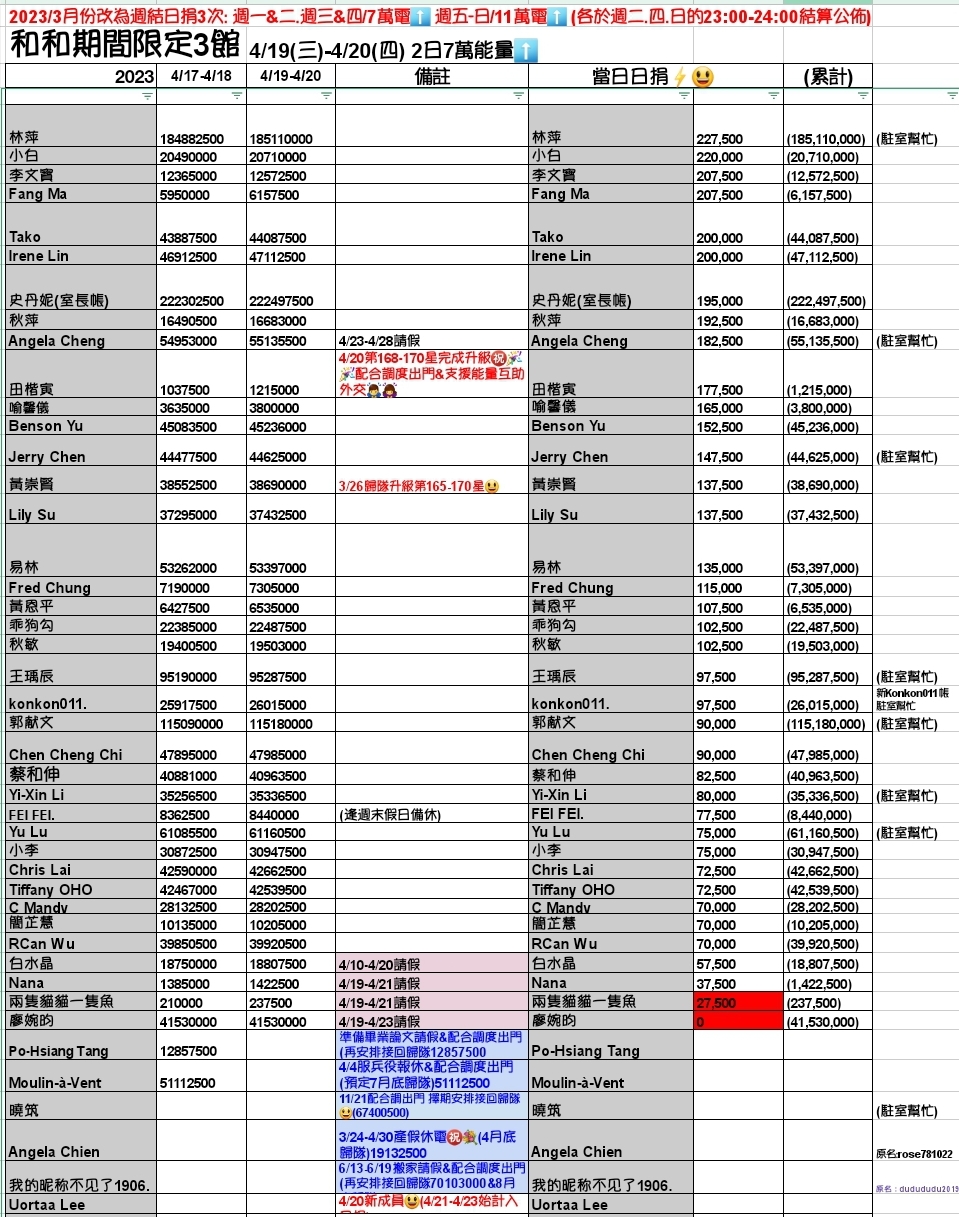 2023/3月份改為週結日捐3次: 週一&二.週三&四/7萬電⬆️ 週五-日/11萬電⬆️ (各於週二.四.日的23:00-24:00結算公佈)
和和期間限定3館 4/19(三)-4/20(四) 2日7萬能量⬆️
2023 4/17-4/18 4/19-4/20 備註 當日日捐⚡😃 (累計)
林萍 184882500 185110000 林萍 227,500 (185,110,000) (駐室幫忙)
小白 20490000 20710000 小白 220,000 (20,710,000)
李文寶 12365000 12572500 李文寶 207,500 (12,572,500)
Fang Ma 5950000 6157500 Fang Ma 207,500 (6,157,500)
Tako 43887500 44087500 Tako 200,000 (44,087,500)
Irene Lin 46912500 47112500 Irene Lin 200,000 (47,112,500)
史丹妮(室長帳) 222302500 222497500 史丹妮(室長帳) 195,000 (222,497,500)
秋萍 16490500 16683000 秋萍 192,500 (16,683,000)
Angela Cheng 54953000 55135500 4/23-4/28請假 Angela Cheng 182,500 (55,135,500) (駐室幫忙)
4/20第168-170星完成升級㊗️🎉
🎉配合調度出門&支援能量互助
田楷寅 1037500 1215000 外交🙇‍♂️🙇‍♀️ 田楷寅 177,500 (1,215,000)
喻馨儀 3635000 3800000 喻馨儀 165,000 (3,800,000)
Benson Yu 45083500 45236000 Benson Yu 152,500 (45,236,000)
Jerry Chen 44477500 44625000 Jerry Chen 147,500 (44,625,000) (駐室幫忙)
黃崇賢 38552500 38690000 3/26歸隊升級第165-170星😃 黃崇賢 137,500 (38,690,000)
Lily Su 37295000 37432500 Lily Su 137,500 (37,432,500)
易林 53262000 53397000 易林 135,000 (53,397,000)
Fred Chung 7190000 7305000 Fred Chung 115,000 (7,305,000)
黃恩平 6427500 6535000 黃恩平 107,500 (6,535,000)
乖狗勾 22385000 22487500 乖狗勾 102,500 (22,487,500)
秋敏 19400500 19503000 秋敏 102,500 (19,503,000)
王瑀辰 95190000 95287500 王瑀辰 97,500 (95,287,500) (駐室幫忙)
新Konkon011帳
konkon011. 25917500 26015000 konkon011. 97,500 (26,015,000) 駐室幫忙)
郭献文 115090000 115180000 郭献文 90,000 (115,180,000) (駐室幫忙)
Chen Cheng Chi 47895000 47985000 Chen Cheng Chi 90,000 (47,985,000)
蔡和伸 40881000 40963500 蔡和伸 82,500 (40,963,500)
Yi-Xin Li 35256500 35336500 Yi-Xin Li 80,000 (35,336,500) (駐室幫忙)
FEI FEI. 8362500 8440000 (逢週末假日備休) FEI FEI. 77,500 (8,440,000)
Yu Lu 61085500 61160500 Yu Lu 75,000 (61,160,500) (駐室幫忙)
小李 30872500 30947500 小李 75,000 (30,947,500)
Chris Lai 42590000 42662500 Chris Lai 72,500 (42,662,500)
Tiffany OHO 42467000 42539500 Tiffany OHO 72,500 (42,539,500)
C Mandy 28132500 28202500 C Mandy 70,000 (28,202,500)
簡芷慧 10135000 10205000 簡芷慧 70,000 (10,205,000)
RCan Wu 39850500 39920500 RCan Wu 70,000 (39,920,500)
白水晶 18750000 18807500 4/10-4/20請假 白水晶 57,500 (18,807,500)
Nana 1385000 1422500 4/19-4/21請假 Nana 37,500 (1,422,500)
兩隻貓貓一隻魚 210000 237500 4/19-4/21請假 兩隻貓貓一隻魚 27,500 (237,500)
廖婉昀 41530000 41530000 4/19-4/23請假 廖婉昀 0 (41,530,000)
準備畢業論文請假&配合調度出門
Po-Hsiang Tang 12857500 (再安排接回歸隊12857500 Po-Hsiang Tang
4/4服兵役報休&配合調度出門
Moulin-à-Vent 51112500 (預定7月底歸隊)51112500 Moulin-à-Vent
11/21配合調出門 擇期安排接回歸隊
曉筑 😃(67400500) 曉筑 (駐室幫忙)
3/24-4/30產假休電㊗️💐(4月底
Angela Chien 歸隊)19132500 Angela Chien 原名rose781022
6/13-6/19搬家請假&配合調度出門
我的昵称不见了1906. (再安排接回歸隊70103000&8月 我的昵称不见了1906. 原名：dudududu2019
4/20新成員😃(4/21-4/23始計入
Uortaa Lee Uortaa Lee